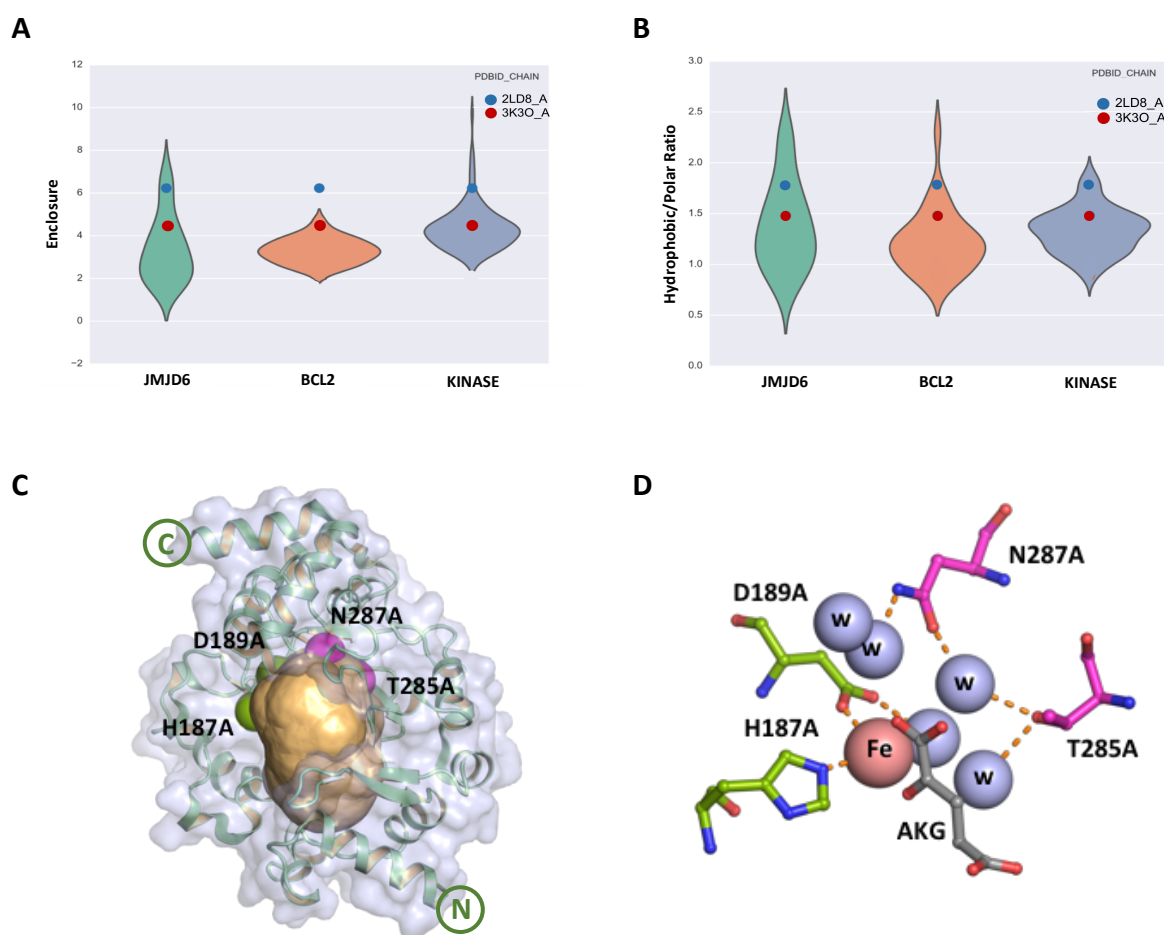 A
Enclosure
12
10
8
6
4
2
0
−2
PDBID_CHAIN
2LD8_A
3K3O_A
JMJD6 BCL2 KINASE
B
Hydrophobic/Polar Ratio
3.0
2.5
2.0
1.5
1.0
0.5
0.0
PDBID_CHAIN
2LD8_A
3K3O_A
JMJD6 BCL2 KINASE
C
C
N287A
D189A
T285A
H187A
N
D
N287A
D189A
W
W
W
H187A
Fe
T285A
W
AKG